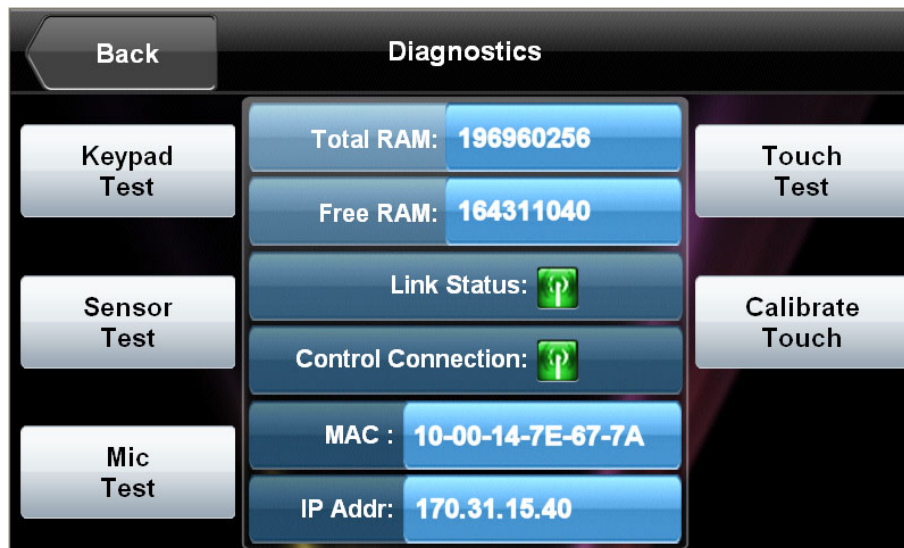 Back
Diagnostics
Keypad
Test
Sensor
Test
Mic
Test
Total RAM: 196960256
Free RAM: 164311040
Link Status:
Control Connection:
MAC : 10-00-14-7E-67-7A
IP Addr: 170.31.15.40
Touch
Test
Calibrate
Touch